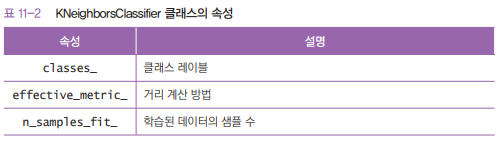 표 11-2 KNeighborsClassifier 클래스의 속성
속성 설명
classes_ 클래스 레이블
effective_metric_ 거리 계산 방법
n_samples_fit_ 학습된 데이터의 샘플 수